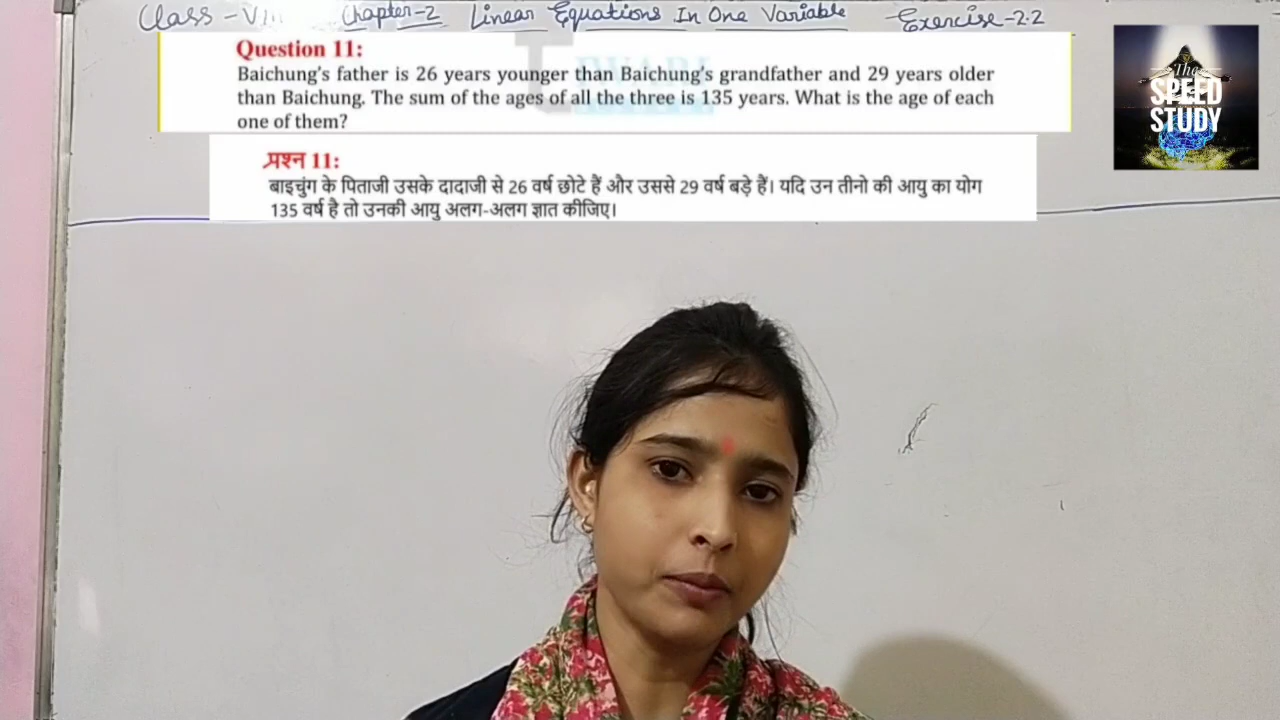 Class - VIII Chapter-2 Linear Equations In One Variable Exercise-2.2
Question 11:
Baichung's father is 26 years younger than Baichung's grandfather and 29 years older
than Baichung. The sum of the ages of all the three is 135 years. What is the age of each
one of them?
प्रश्न 11:
बाइचुंग के पिताजी उसके दादाजी से 26 वर्ष छोटे हैं और उससे 29 वर्ष बड़े हैं। यदि उन तीनो की आयु का योग
135 वर्ष है तो उनकी आयु अलग-अलग ज्ञात कीजिए।
The
SPEED
STUDY